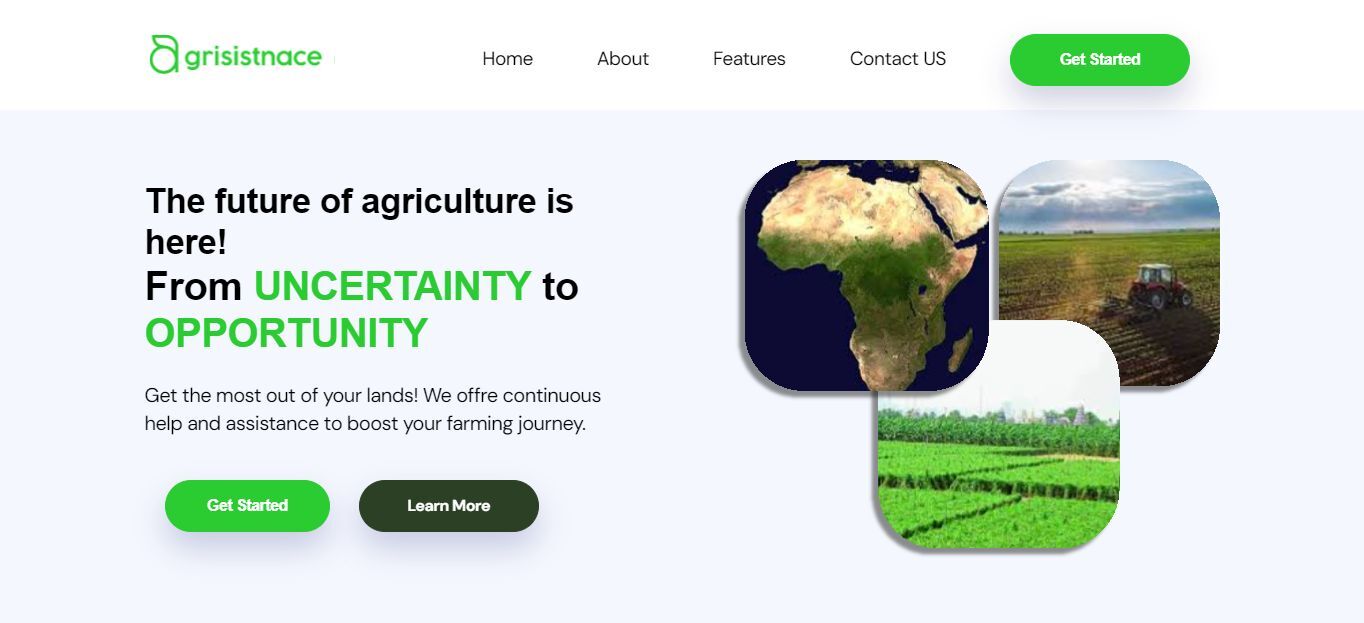 agrisistnace
Home
About
Features
Contact US
Get Started
The future of agriculture is
here!
From UNCERTAINTY to
OPPORTUNITY
Get the most out of your lands! We offre continuous
help and assistance to boost your farming journey.
Get Started
Learn More